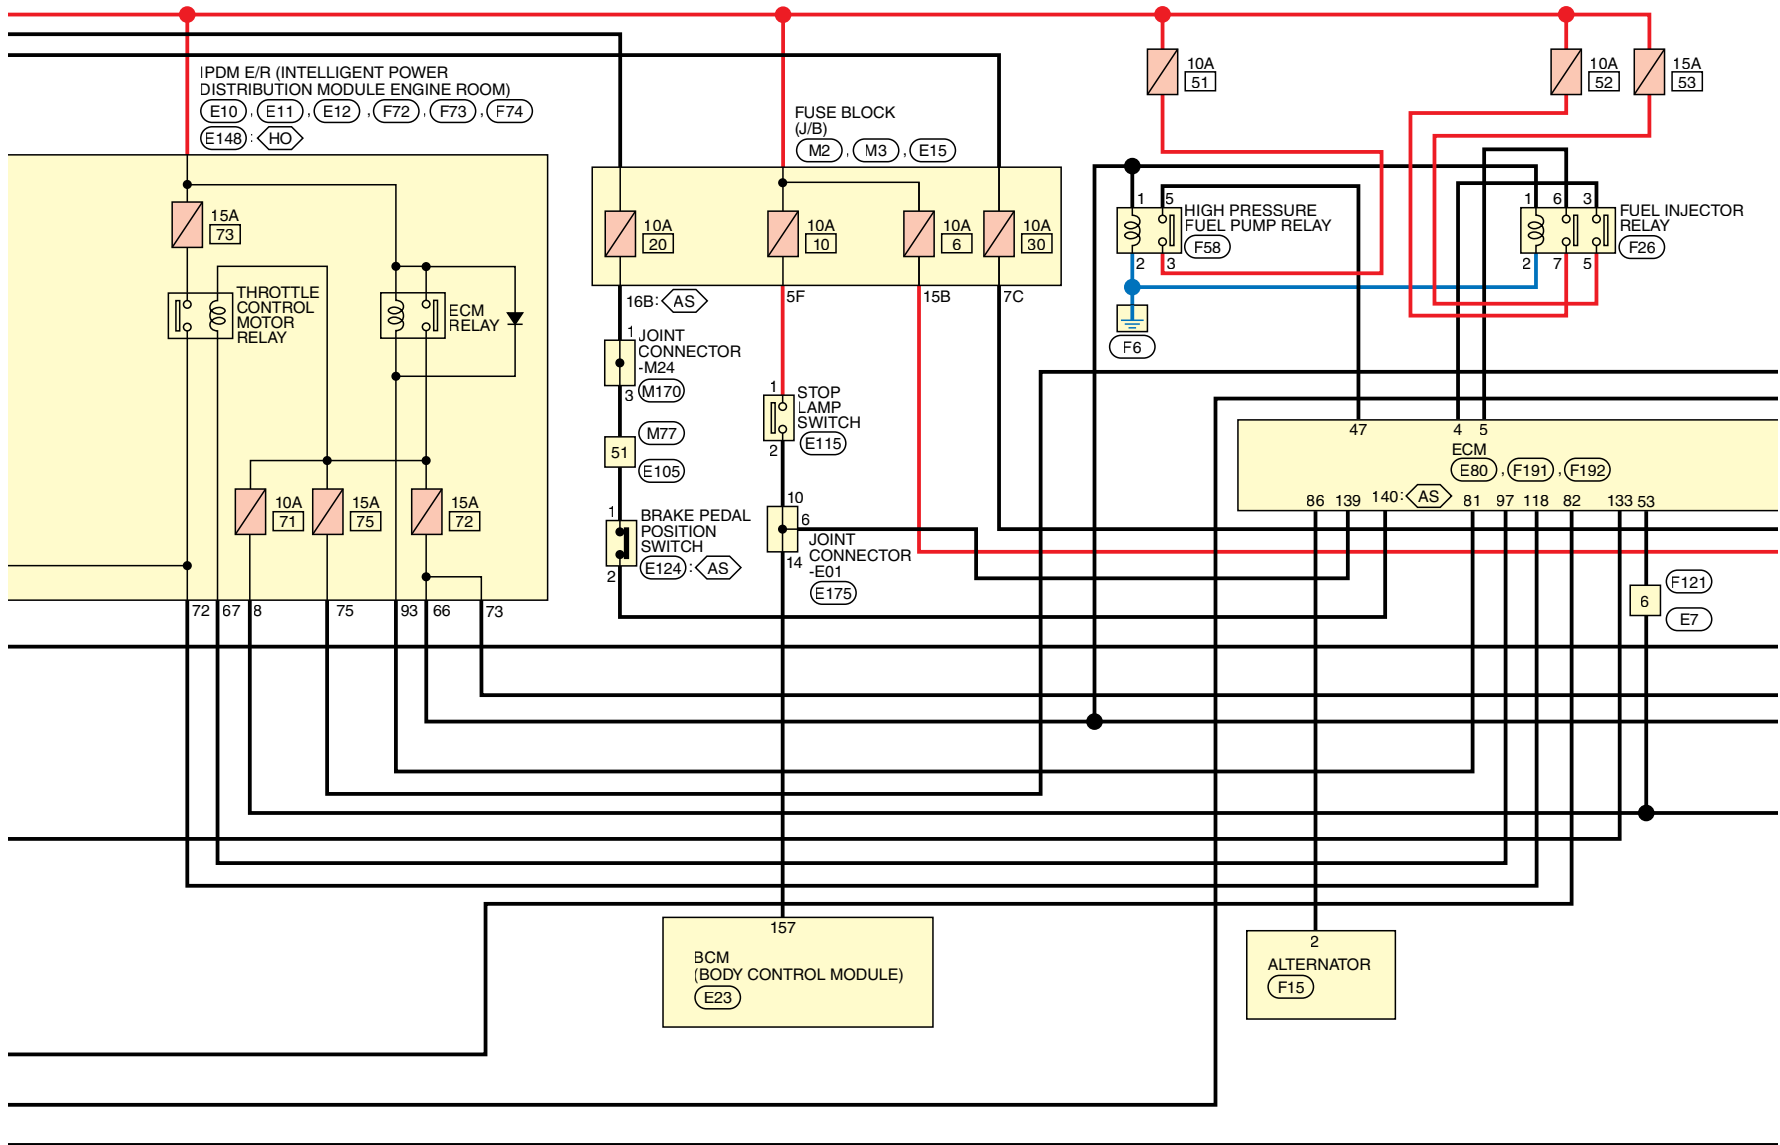 IPDM E/R (INTELLIGENT POWER
DISTRIBUTION MODULE ENGINE ROOM)
E10 , E11 , E12 , F72 , F73 , F74
E148 : HO
15A
73
THROTTLE
CONTROL
MOTOR
RELAY
ECM
RELAY
10A
71
15A
75
15A
72
72 67 8 75 93 66 73
FUSE BLOCK
(J/B)
M2 , M3 , E15
10A
20
10A
10
10A
6
10A
30
16B: AS
5F
15B
7C
1
JOINT
CONNECTOR
-M24
M170
3
M77
51
E105
1
BRAKE PEDAL
POSITION
SWITCH
E124 : AS
2
1
STOP
LAMP
SWITCH
E115
2
10
6
JOINT
CONNECTOR
-E01
E175
14
157
BCM
(BODY CONTROL MODULE)
E23
10A
51
10A
52
15A
53
1 5
HIGH PRESSURE
FUEL PUMP RELAY
F58
2 3
F6
1 6 3
FUEL INJECTOR
RELAY
F26
2 7 5
47 4 5
ECM
E80 , F191 , F192
86 139 140: AS 81 97 118 82 133 53
F121
6
E7
2
ALTERNATOR
F15